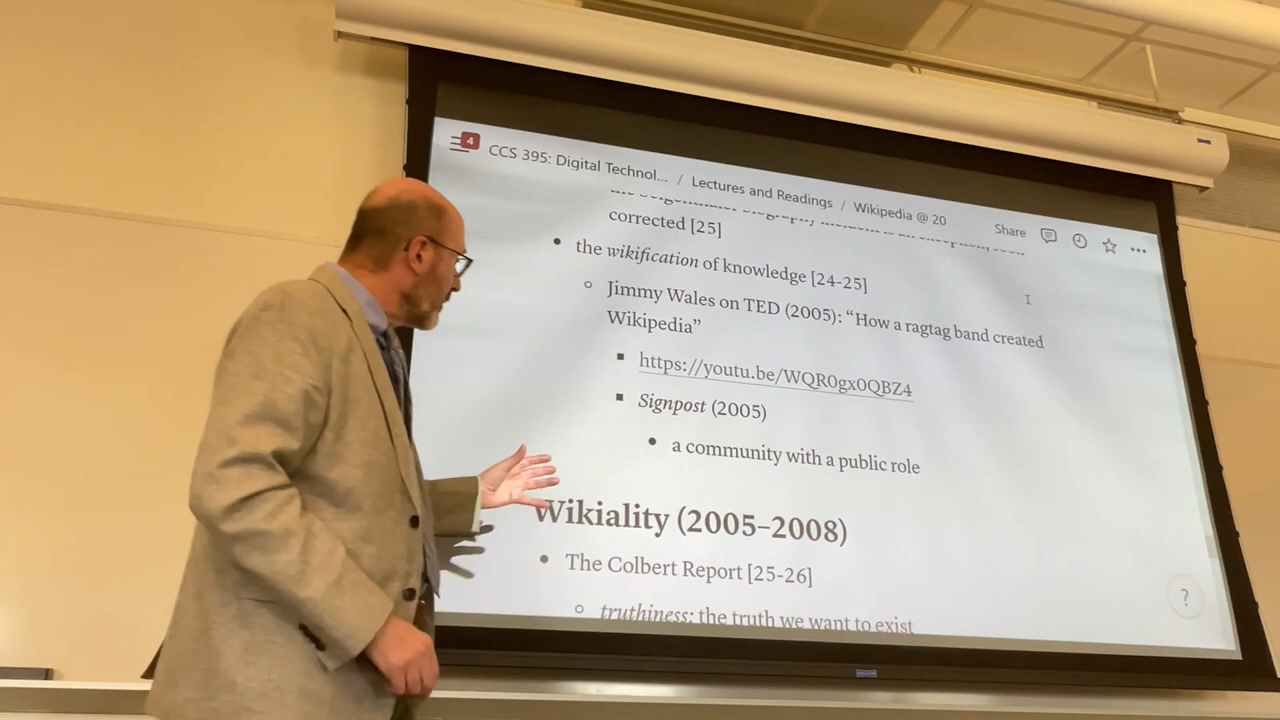 4
CCS 395: Digital Technol... / Lectures and Readings / Wikipedia @ 20
Share
corrected [25]
• the wikification of knowledge [24-25]
Jimmy Wales on TED (2005): “How a ragtag band created
Wikipedia”
https://youtu.be/WQR0gx0QBZ4
Signpost (2005)
• a community with a public role
Wikiality (2005–2008)
• The Colbert Report [25-26]
truthiness: the truth we want to exist
?